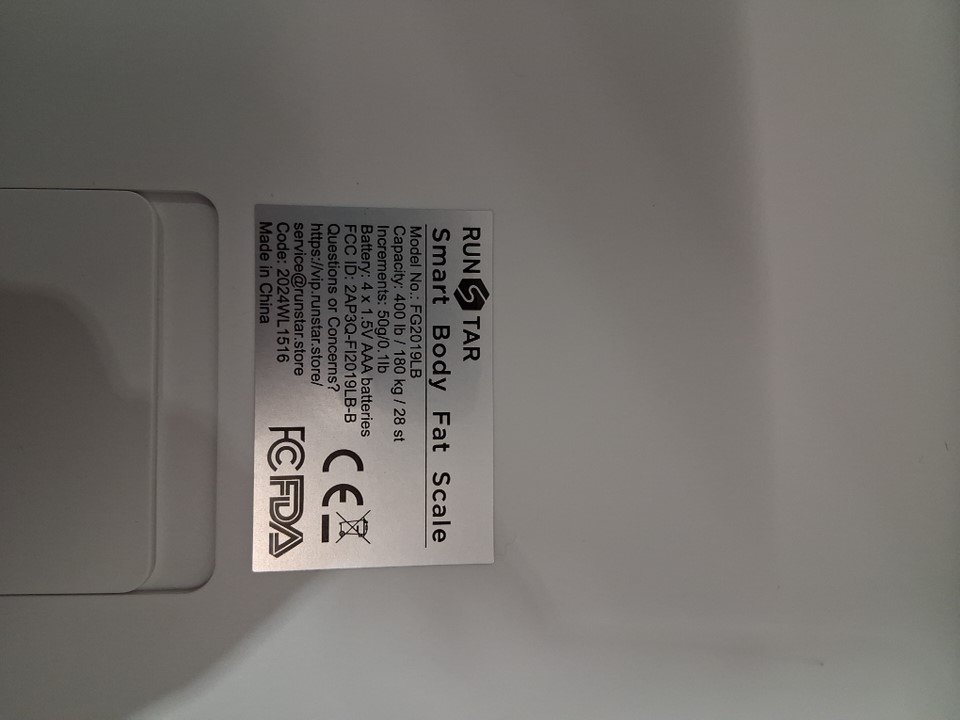 RUNSTAR
Smart Body Fat Scale
Model No.: FG2019LB
Capacity: 400 lb / 180 kg / 28 st
Increments: 50g/0.1lb
Battery: 4 x 1.5V AAA batteries
FCC ID: 2AP3Q-FI2019LB-B
Questions or Concerns?
https://vip.runstar.store/
service@runstar.store
Code: 2024WL1516
Made in China
CE
FC FDA